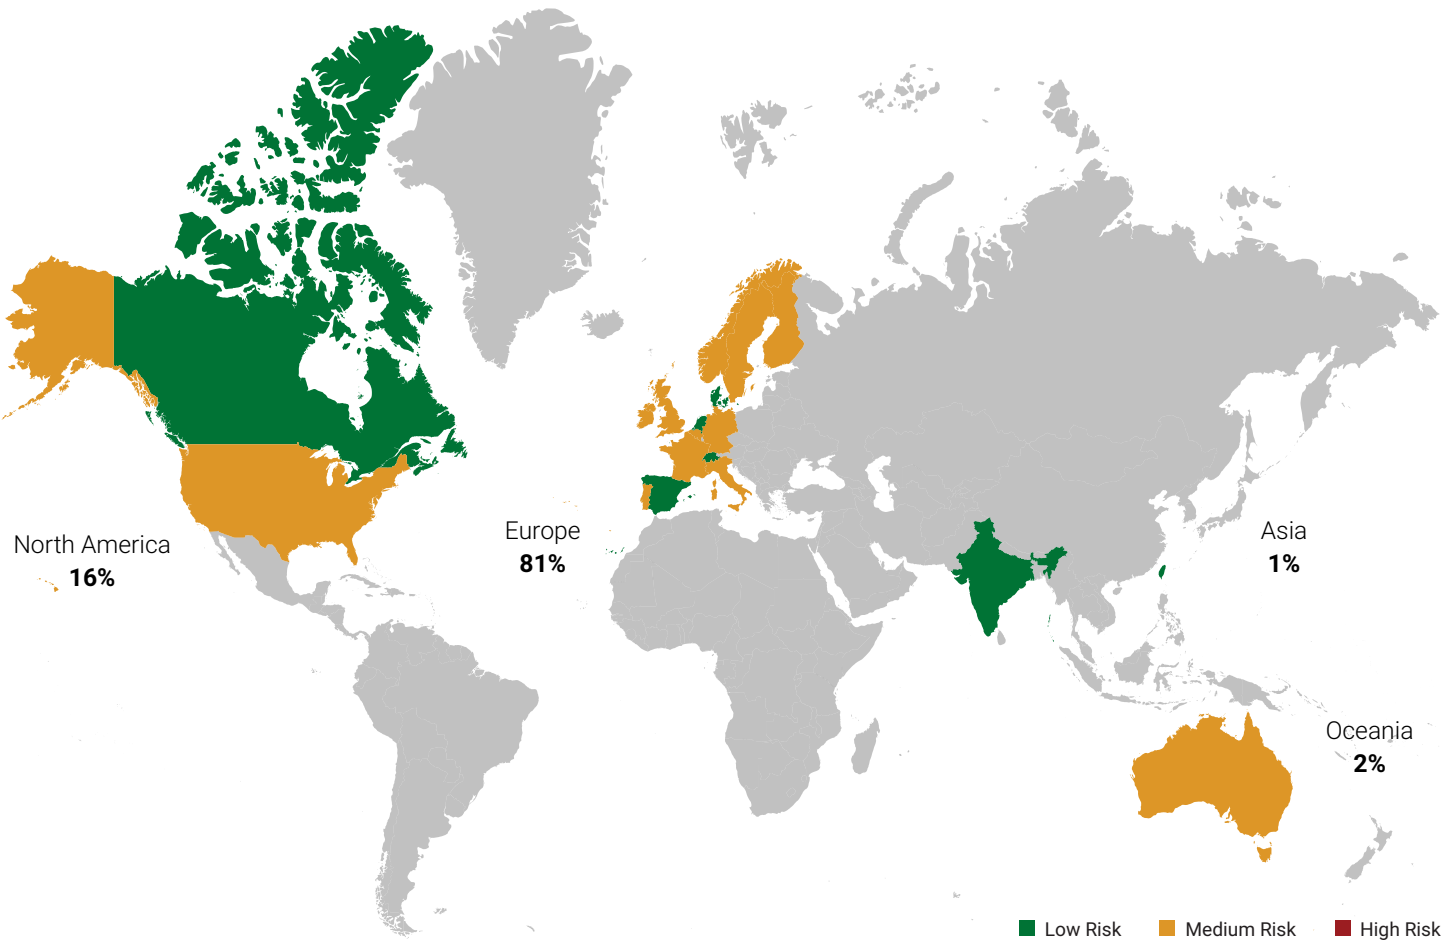 North America
16%
Europe
81%
Asia
1%
Oceania
2%
Low Risk
Medium Risk
High Risk